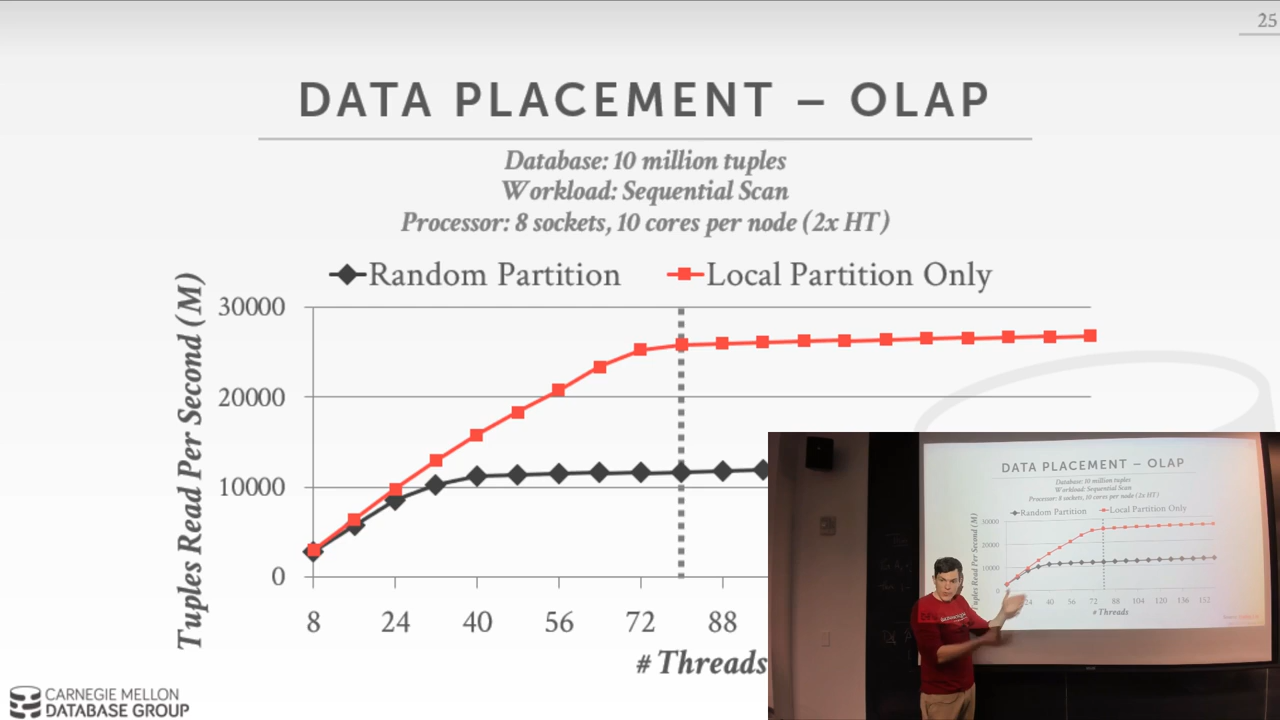 25
DATA PLACEMENT – OLAP
Database: 10 million tuples
Workload: Sequential Scan
Processor: 8 sockets, 10 cores per node (2x HT)
Random Partition
Local Partition Only
Tuples Read Per Second (M)
30000
20000
10000
0
8 24 40 56 72 88
# Threads
CARNEGIE MELLON
DATABASE GROUP
DATA PLACEMENT – OLAP
Database: 10 million tuples
Workload: Sequential Scan
Processor: 8 sockets, 10 cores per node (2x HT)
Random Partition
Local Partition Only
Tuples Read Per Second (M)
30000
20000
10000
0
24 40 56 72 88 104 120 136 152
# Threads